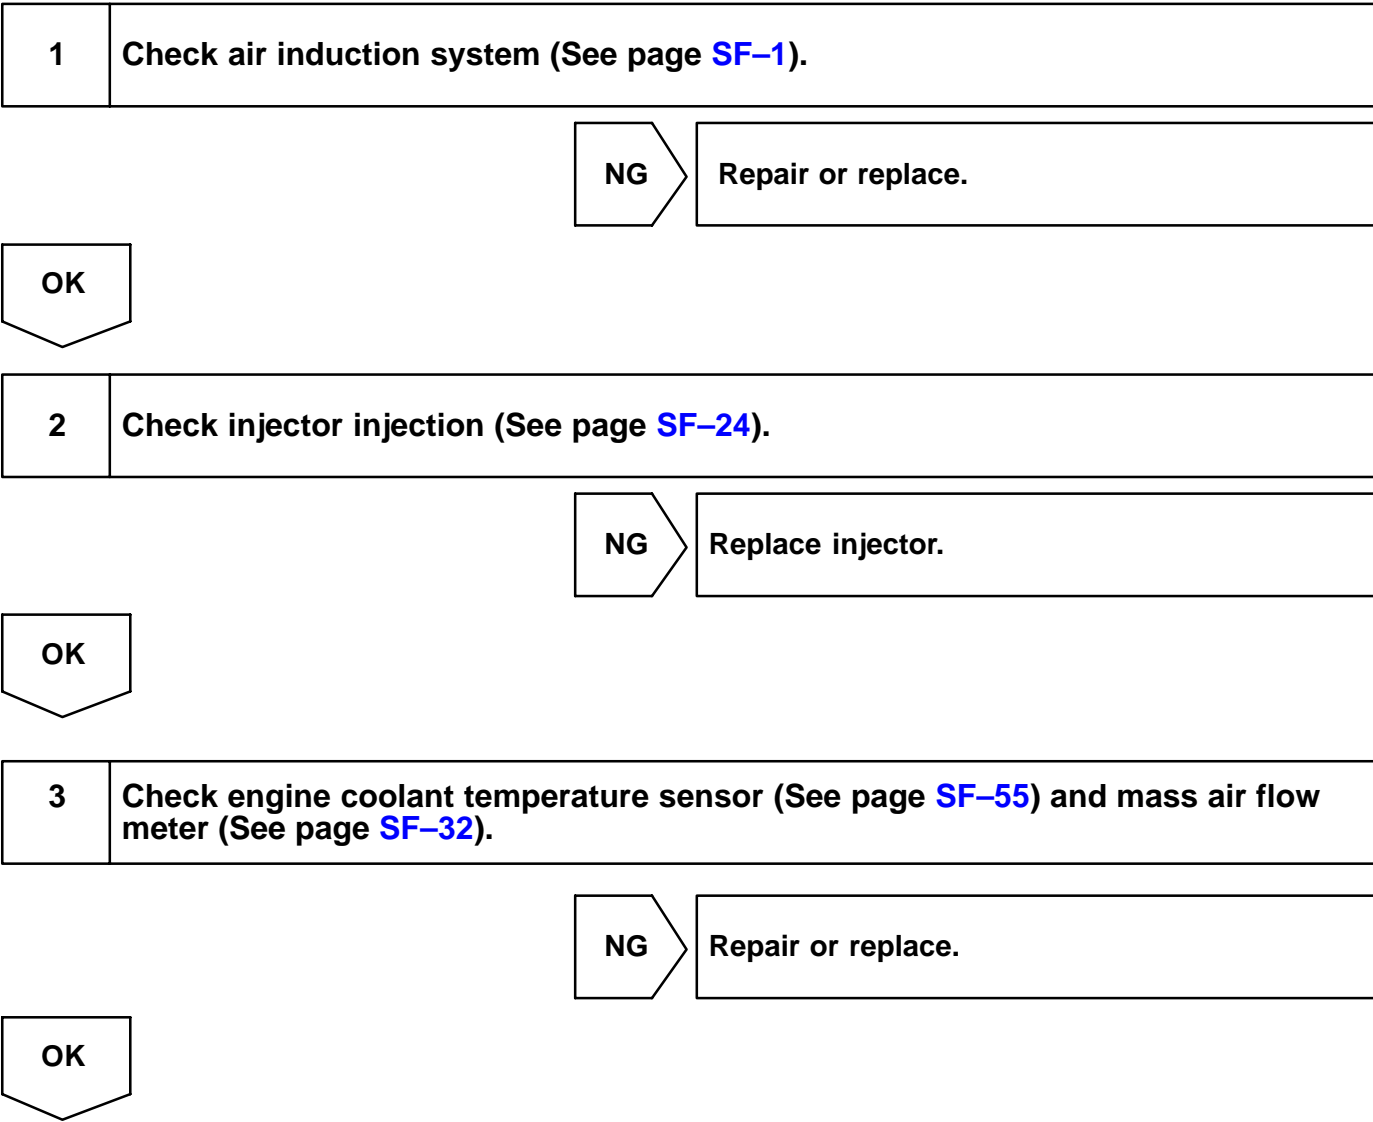 1
Check air induction system (See page SF–1).
NG
Repair or replace.
OK
2
Check injector injection (See page SF–24).
NG
Replace injector.
OK
3
Check engine coolant temperature sensor (See page SF–55) and mass air flow
meter (See page SF–32).
NG
Repair or replace.
OK